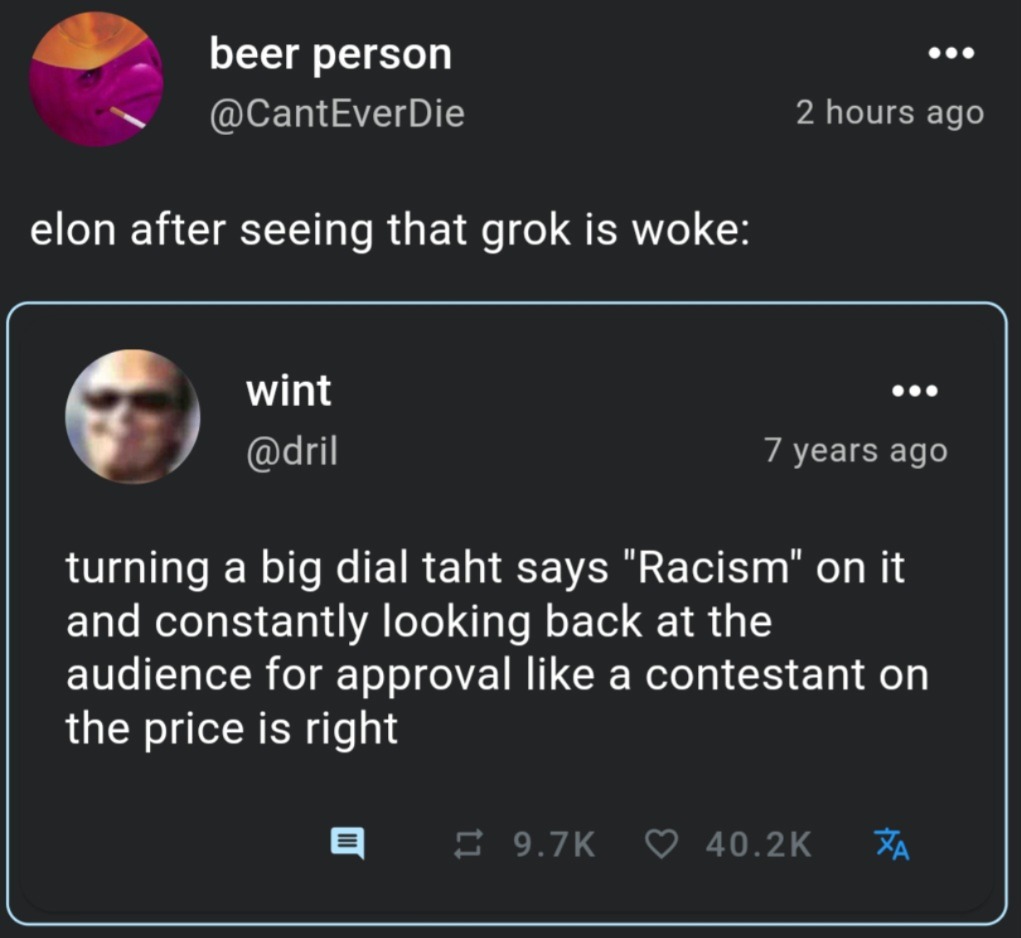 beer person
@CantEverDie
2 hours ago
elon after seeing that grok is woke:
wint
@dril
7 years ago
turning a big dial taht says "Racism" on it
and constantly looking back at the
audience for approval like a contestant on
the price is right
9.7K
40.2K
文A